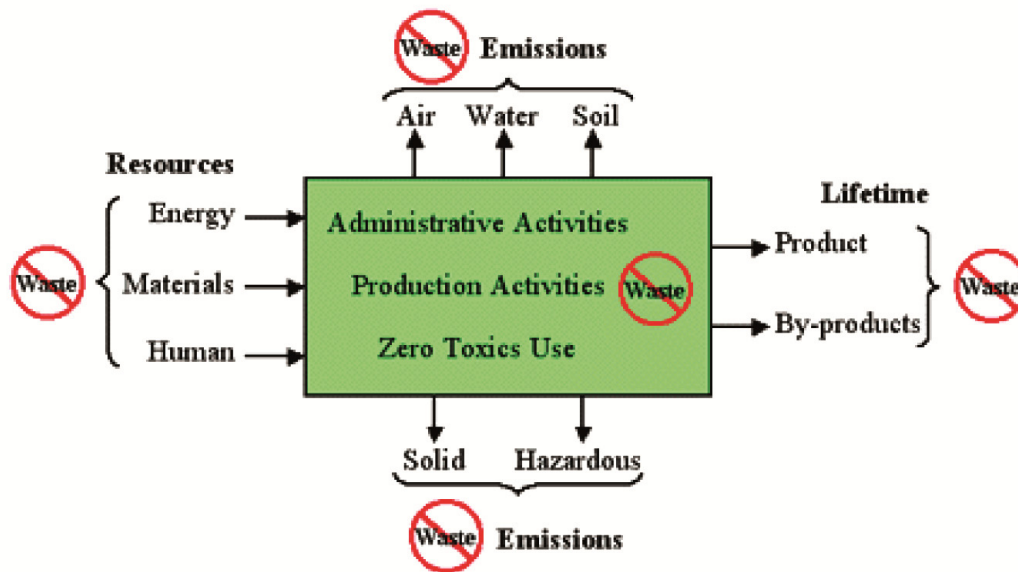 Waste Emissions
Air Water Soil
Resources
Energy
Materials
Human
Waste
Administrative Activities
Production Activities
Waste
Zero Toxics Use
Lifetime
Product
By-products
Waste
Solid Hazardous
Waste Emissions